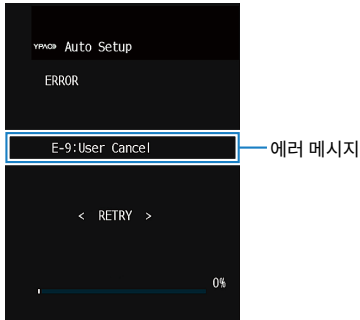 YPAO Auto Setup
ERROR
E-9:User Cancel
에러 메시지
< RETRY >
0%